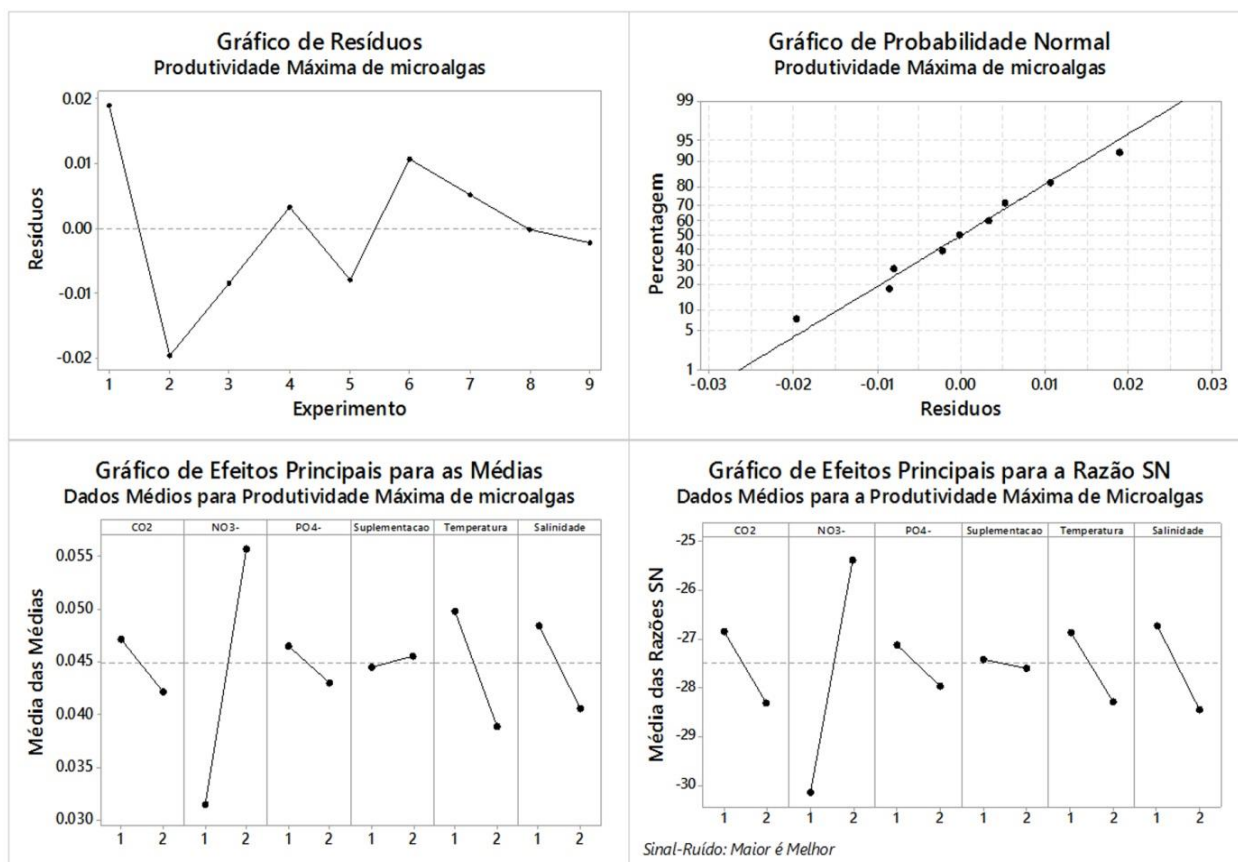 Gráfico de Resíduos
Produtividade Máxima de microalgas
0.02
0.01
0.00
-0.01
-0.02
Resíduos
1 2 3 4 5 6 7 8 9
Experimento
Gráfico de Probabilidade Normal
Produtividade Máxima de microalgas
99
95
90
80
70
60
50
40
30
20
10
5
1
Percentagem
-0.03 -0.02 -0.01 0.00 0.01 0.02 0.03
Residuos
Gráfico de Efeitos Principais para as Médias
Dados Médios para Produtividade Máxima de microalgas
CO2 NO3- PO4- Suplementacao Temperatura Salinidade
0.055
0.050
0.045
0.040
0.035
0.030
Média das Médias
1 2 1 2 1 2 1 2 1 2 1 2
Gráfico de Efeitos Principais para a Razão SN
Dados Médios para a Produtividade Máxima de Microalgas
CO2 NO3- PO4- Suplementacao Temperatura Salinidade
-25
-26
-27
-28
-29
-30
Média das Razões SN
1 2 1 2 1 2 1 2 1 2 1 2
Sinal-Ruído: Maior é Melhor